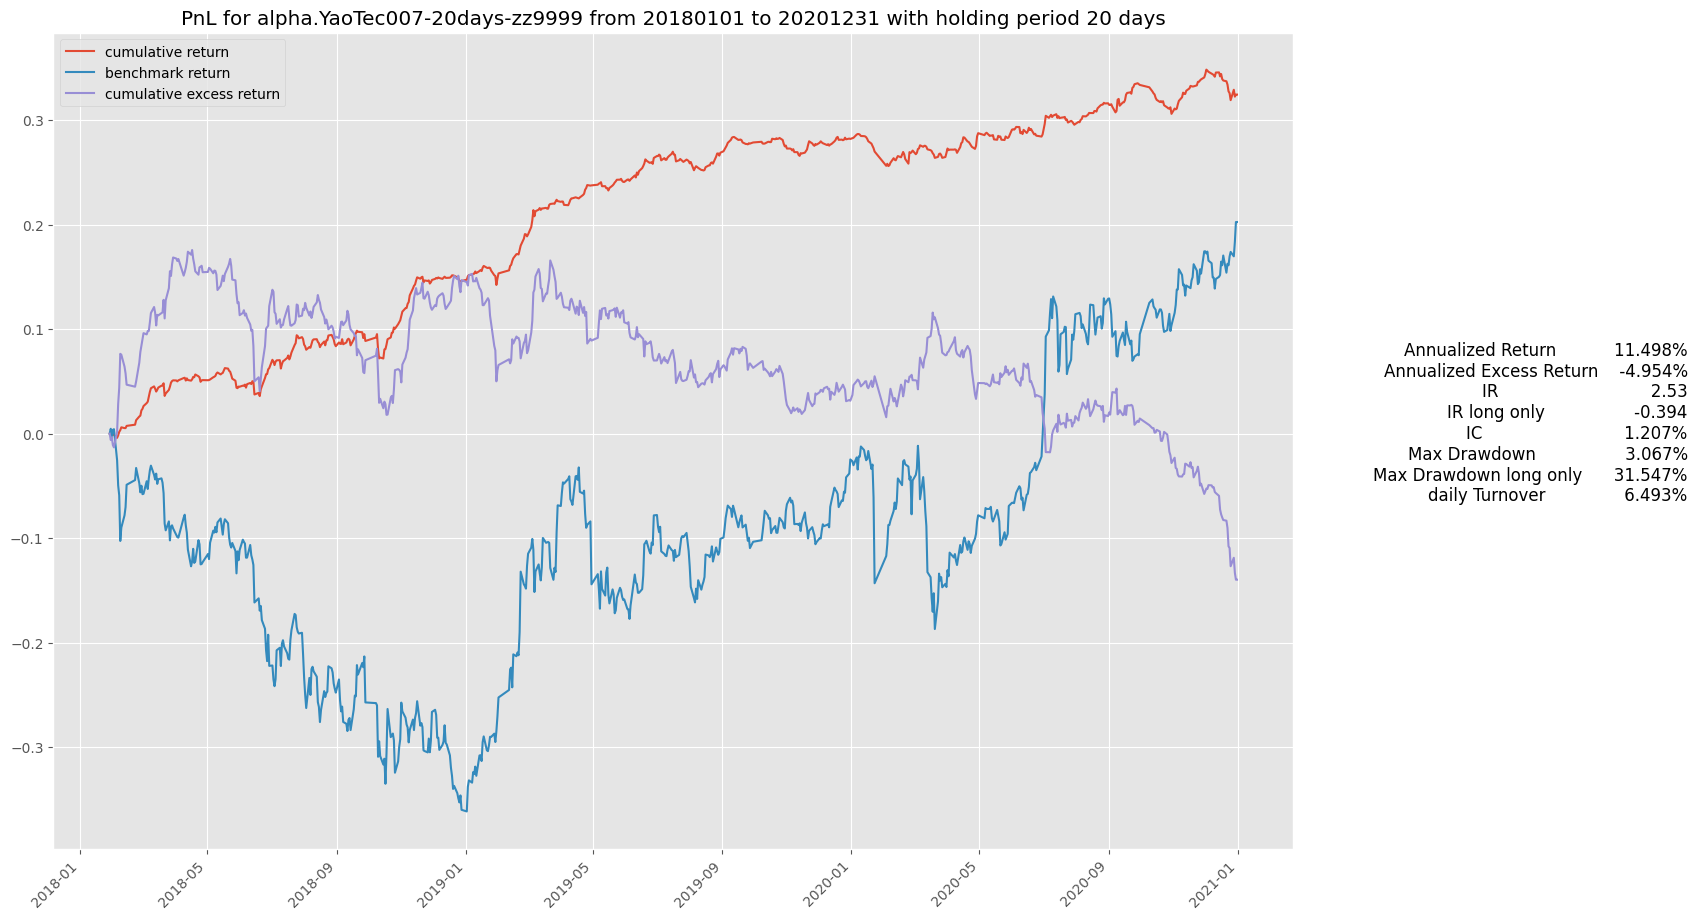 PnL for alpha.YaoTec007-20days-zz9999 from 20180101 to 20201231 with holding period 20 days
cumulative return
benchmark return
cumulative excess return
0.3
0.2
0.1
0.0
−0.1
−0.2
−0.3
2018-01
2018-05
2018-09
2019-01
2019-05
2019-09
2020-01
2020-05
2020-09
2021-01
Annualized Return 11.498%
Annualized Excess Return -4.954%
IR 2.53
IR long only -0.394
IC 1.207%
Max Drawdown 3.067%
Max Drawdown long only 31.547%
daily Turnover 6.493%